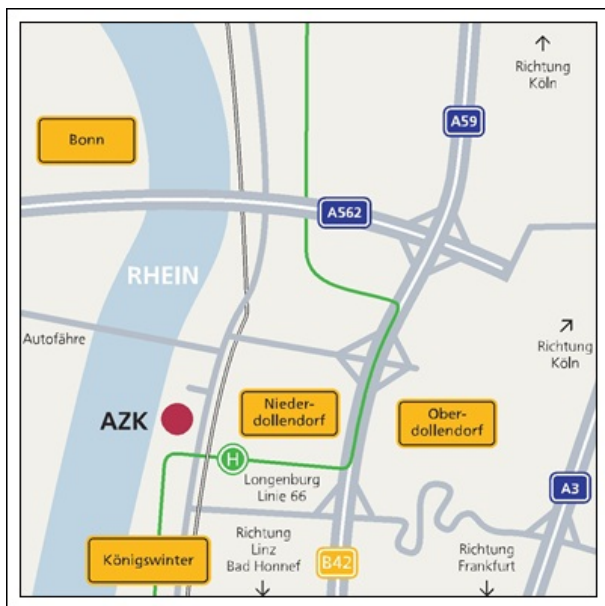 Richtung
Köln
A59
Bonn
A562
RHEIN
Autofähre
Richtung
Köln
Nieder-
dollendorf
Ober-
dollendorf
AZK
H
Longenburg
Linie 66
A3
Richtung
Linz
Bad Honnef
Königswinter
B42
Richtung
Frankfurt